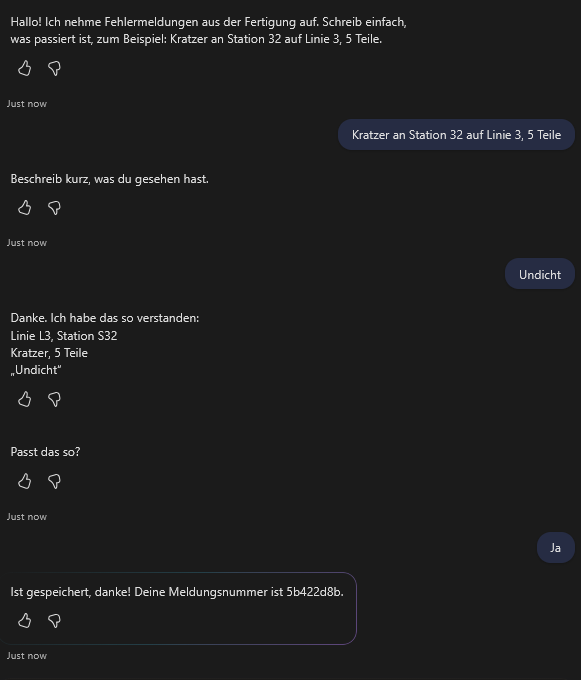 Hallo! Ich nehme Fehlermeldungen aus der Fertigung auf. Schreib einfach,
was passiert ist, zum Beispiel: Kratzer an Station 32 auf Linie 3, 5 Teile.
Just now
Kratzer an Station 32 auf Linie 3, 5 Teile
Beschreib kurz, was du gesehen hast.
Just now
Undicht
Danke. Ich habe das so verstanden:
Linie L3, Station S32
Kratzer, 5 Teile
„Undicht“
Passt das so?
Just now
Ja
Ist gespeichert, danke! Deine Meldungsnummer ist 5b422d8b.
Just now